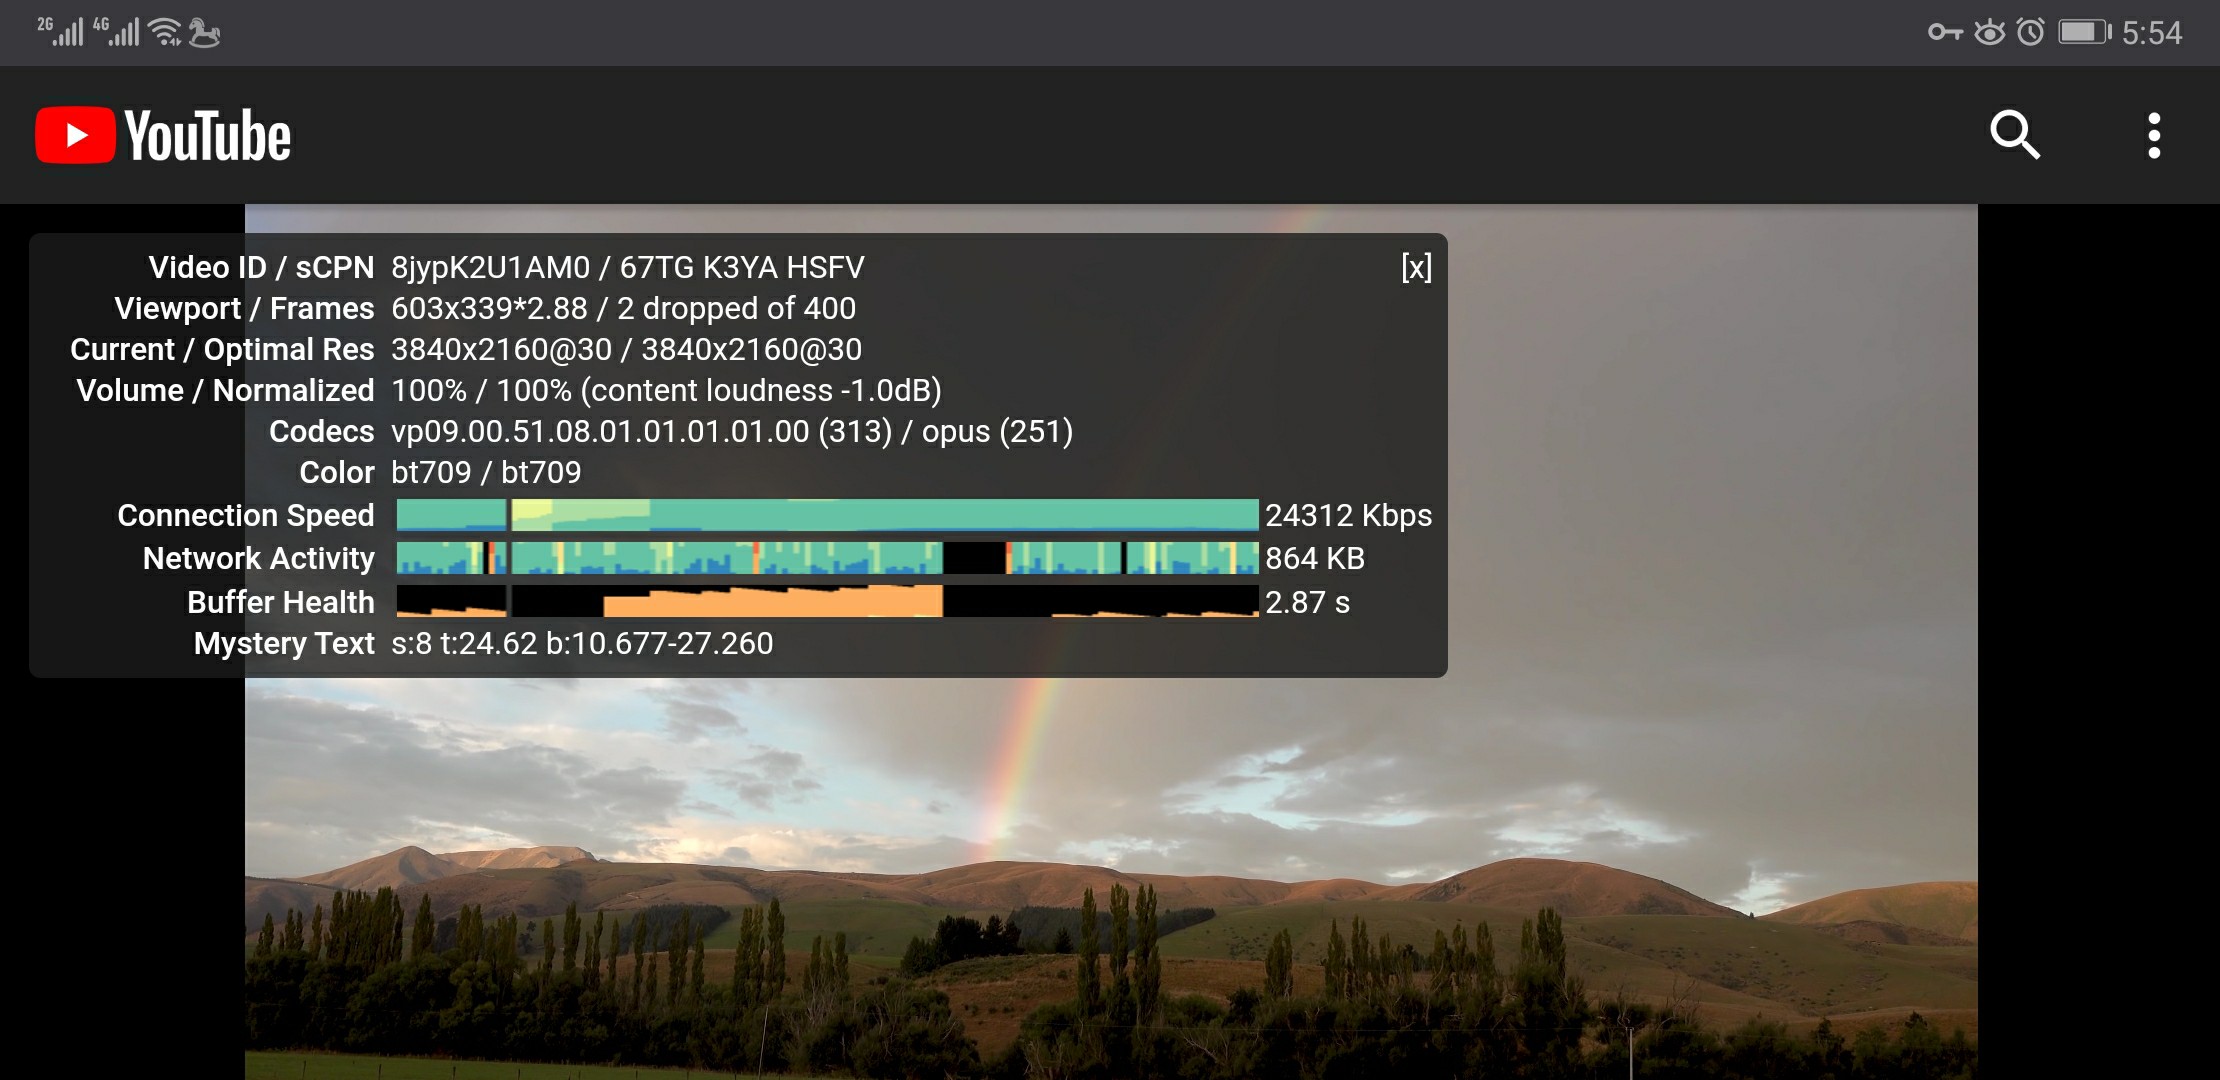 2G 4G 5:54
YouTube
Video ID / sCPN 8jypK2U1AM0 / 67TG K3YA HSFV [x]
Viewport / Frames 603x339*2.88 / 2 dropped of 400
Current / Optimal Res 3840x2160@30 / 3840x2160@30
Volume / Normalized 100% / 100% (content loudness -1.0dB)
Codecs vp09.00.51.08.01.01.01.01.00 (313) / opus (251)
Color bt709 / bt709
Connection Speed 24312 Kbps
Network Activity 864 KB
Buffer Health 2.87 s
Mystery Text s:8 t:24.62 b:10.677-27.260